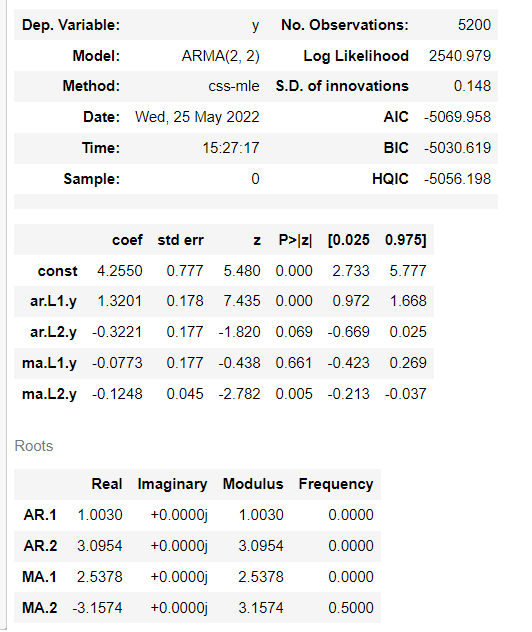 Dep. Variable: y No. Observations: 5200
Model: ARMA(2, 2) Log Likelihood 2540.979
Method: css-mle S.D. of innovations 0.148
Date: Wed, 25 May 2022 AIC -5069.958
Time: 15:27:17 BIC -5030.619
Sample: 0 HQIC -5056.198
coef std err z P>|z| [0.025 0.975]
const 4.2550 0.777 5.480 0.000 2.733 5.777
ar.L1.y 1.3201 0.178 7.435 0.000 0.972 1.668
ar.L2.y -0.3221 0.177 -1.820 0.069 -0.669 0.025
ma.L1.y -0.0773 0.177 -0.438 0.661 -0.423 0.269
ma.L2.y -0.1248 0.045 -2.782 0.005 -0.213 -0.037
Roots
Real Imaginary Modulus Frequency
AR.1 1.0030 +0.0000j 1.0030 0.0000
AR.2 3.0954 +0.0000j 3.0954 0.0000
MA.1 2.5378 +0.0000j 2.5378 0.0000
MA.2 -3.1574 +0.0000j 3.1574 0.5000